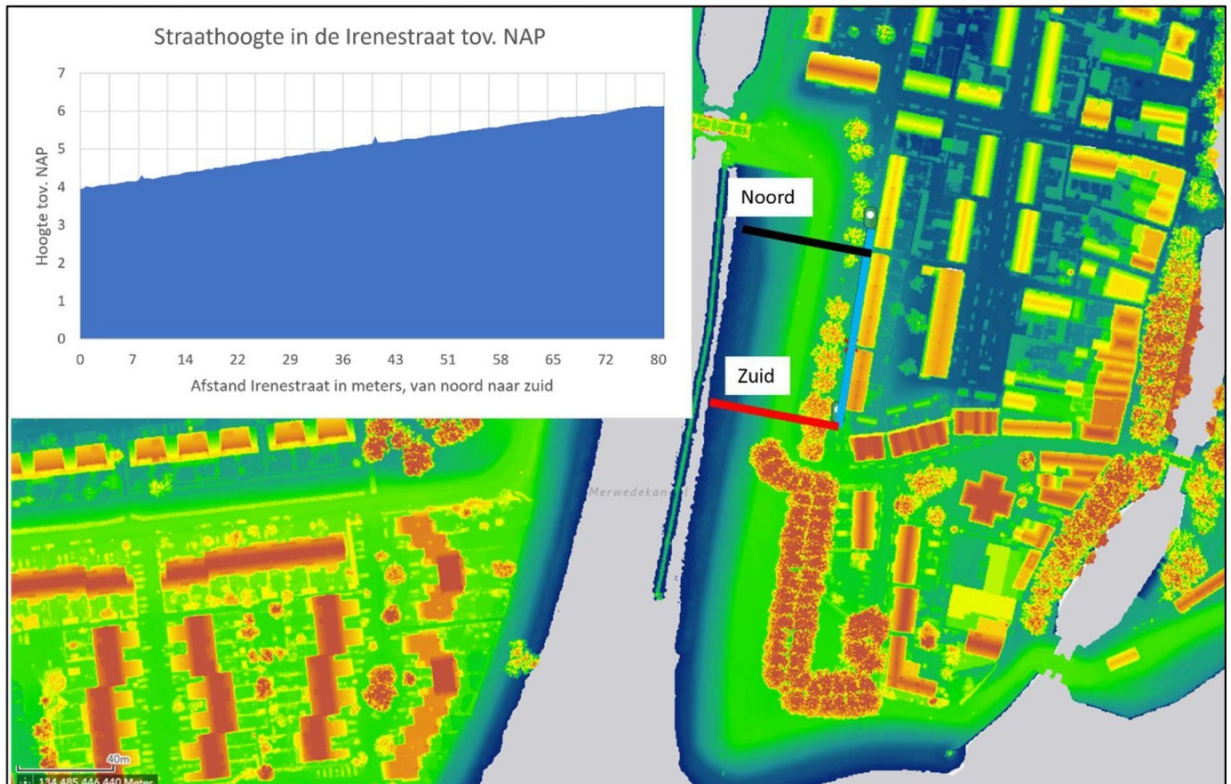 Straathoogte in de Irenestraat tov. NAP
7
6
5
4
3
2
1
0
Hoogte tov. NAP
0 7 14 22 29 36 43 51 58 65 72 80
Afstand Irenestraat in meters, van noord naar zuid
Noord
Zuid
40m
134.485,446.440 Meter